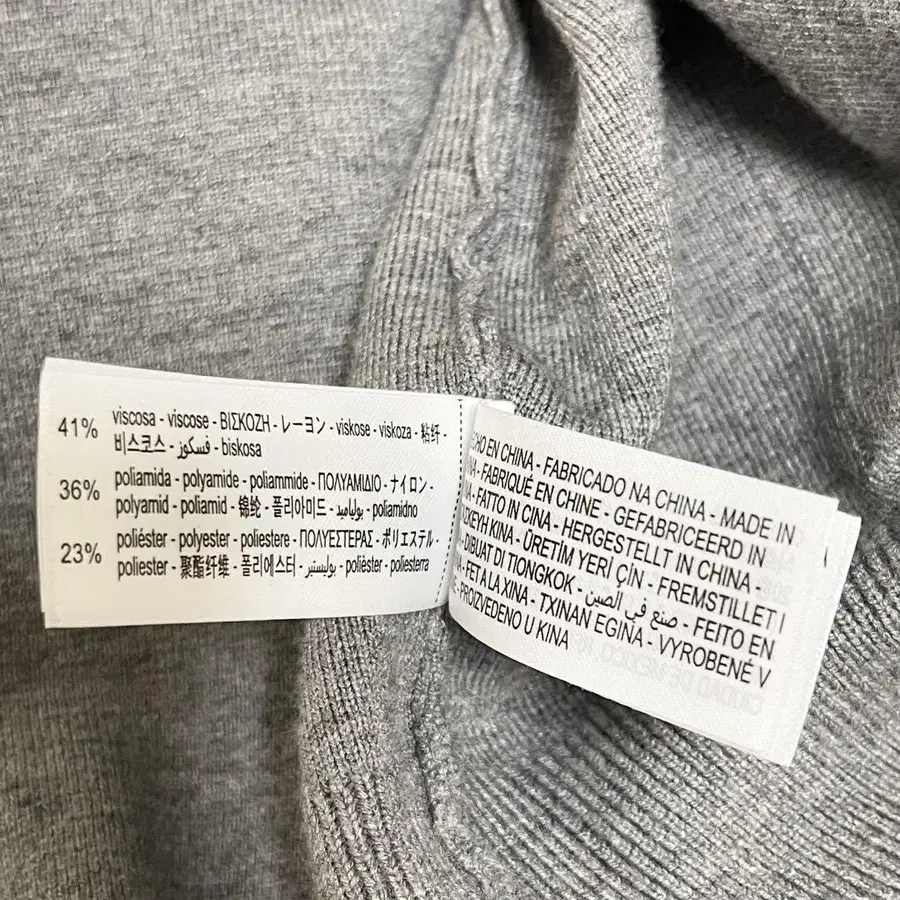 41% viscosa - viscose - ΒΙΣΚΟΖΗ - レーヨン - viskose - viskoza - 粘纤 -
비스코스 - فسكوز - biskosa
36% poliamida - polyamide - poliammide - ΠΟΛΥΑΜΙΔΙΟ - ナイロン -
polyamid - poliamid - 锦纶 - 폴리아미드 - بولياميد - poliamidno
23% poliéster - polyester - poliestere - ΠΟΛΥΕΣΤΕΡΑΣ - ポリエステル -
poliester - 聚酯纤维 - 폴리에스터 - بوليستير - polièster - poliesterra
CHO EN CHINA - FABRICADO NA CHINA - MADE IN
- FABRIQUÉ EN CHINE - GEFABRICEERD IN
- FATTO IN CINA - HERGESTELLT IN CHINA -
KINA - ÜRETİM YERİ ÇİN - FREMSTILLET I
- DIBUAT DI TIONGKOK - صنع في الصين - FEITO EN
- FET A LA XINA - TXINAN EGINA - VYROBENÉ V
- PROIZVEDENO U KINA
CIUDAD DE MEXICO